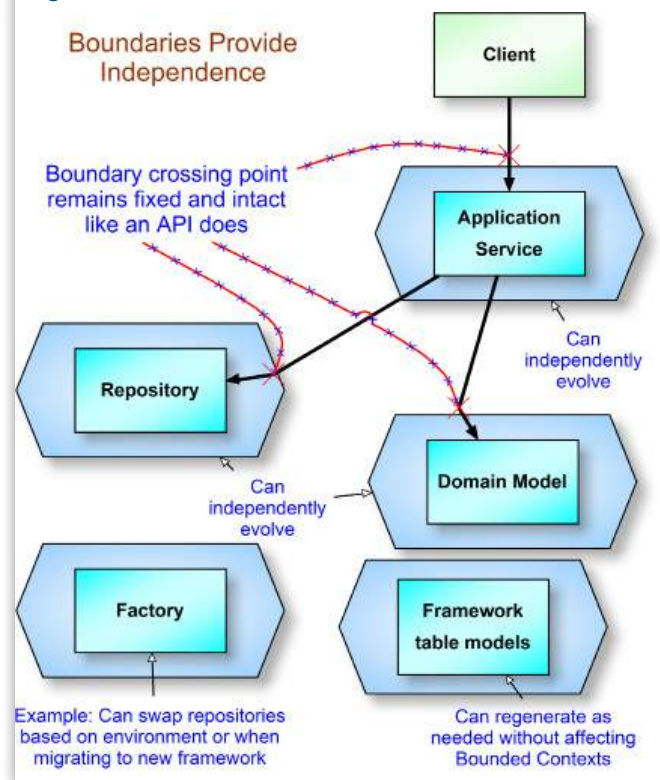 Boundaries Provide
Independence
Client
Boundary crossing point
remains fixed and intact
like an API does
Application
Service
Can
independently
evolve
Repository
Domain Model
Can
independently
evolve
Factory
Framework
table models
Example: Can swap repositories
based on environment or when
migrating to new framework
Can regenerate as
needed without affecting
Bounded Contexts